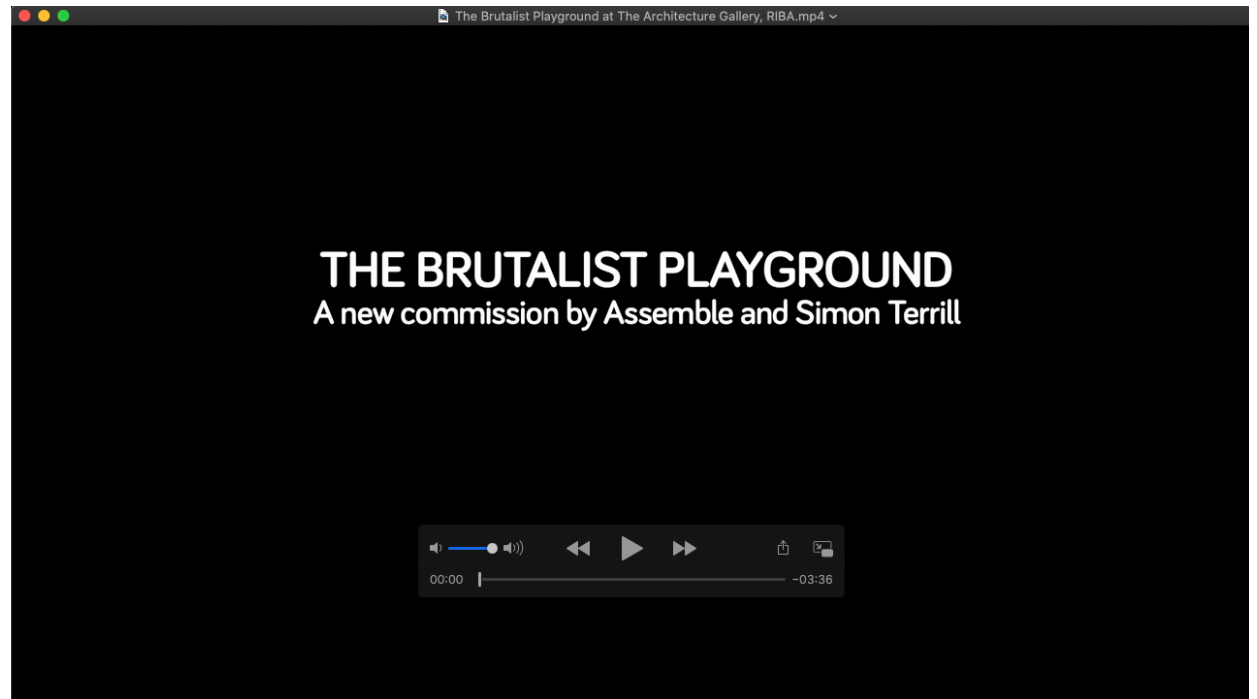 The Brutalist Playground at The Architecture Gallery, RIBA.mp4
THE BRUTALIST PLAYGROUND
A new commission by Assemble and Simon Terrill
00:00 -03:36